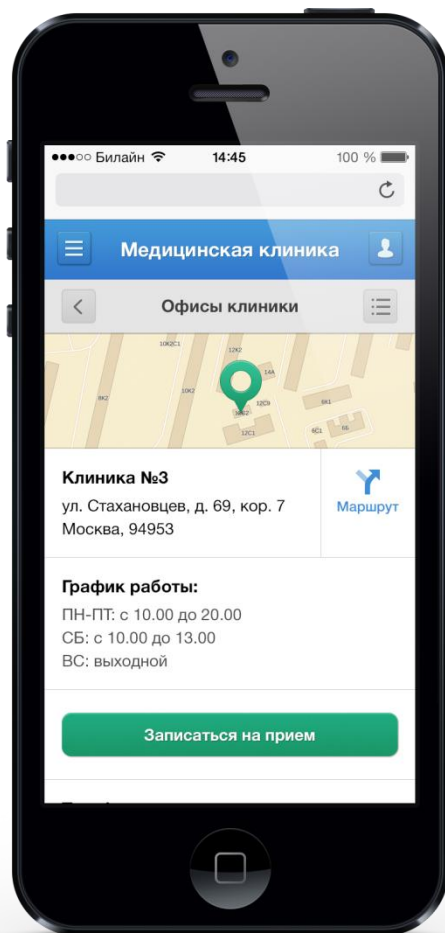 Билайн 14:45 100 %
Медицинская клиника
Офисы клиники
10К2С1
12К2
14А
9К2
10К2
12С9
9А1
12С1
6С1 6Б
Клиника №3
ул. Стахановцев, д. 69, кор. 7
Москва, 94953
Маршрут
График работы:
ПН-ПТ: с 10.00 до 20.00
СБ: с 10.00 до 13.00
ВС: выходной
Записаться на прием